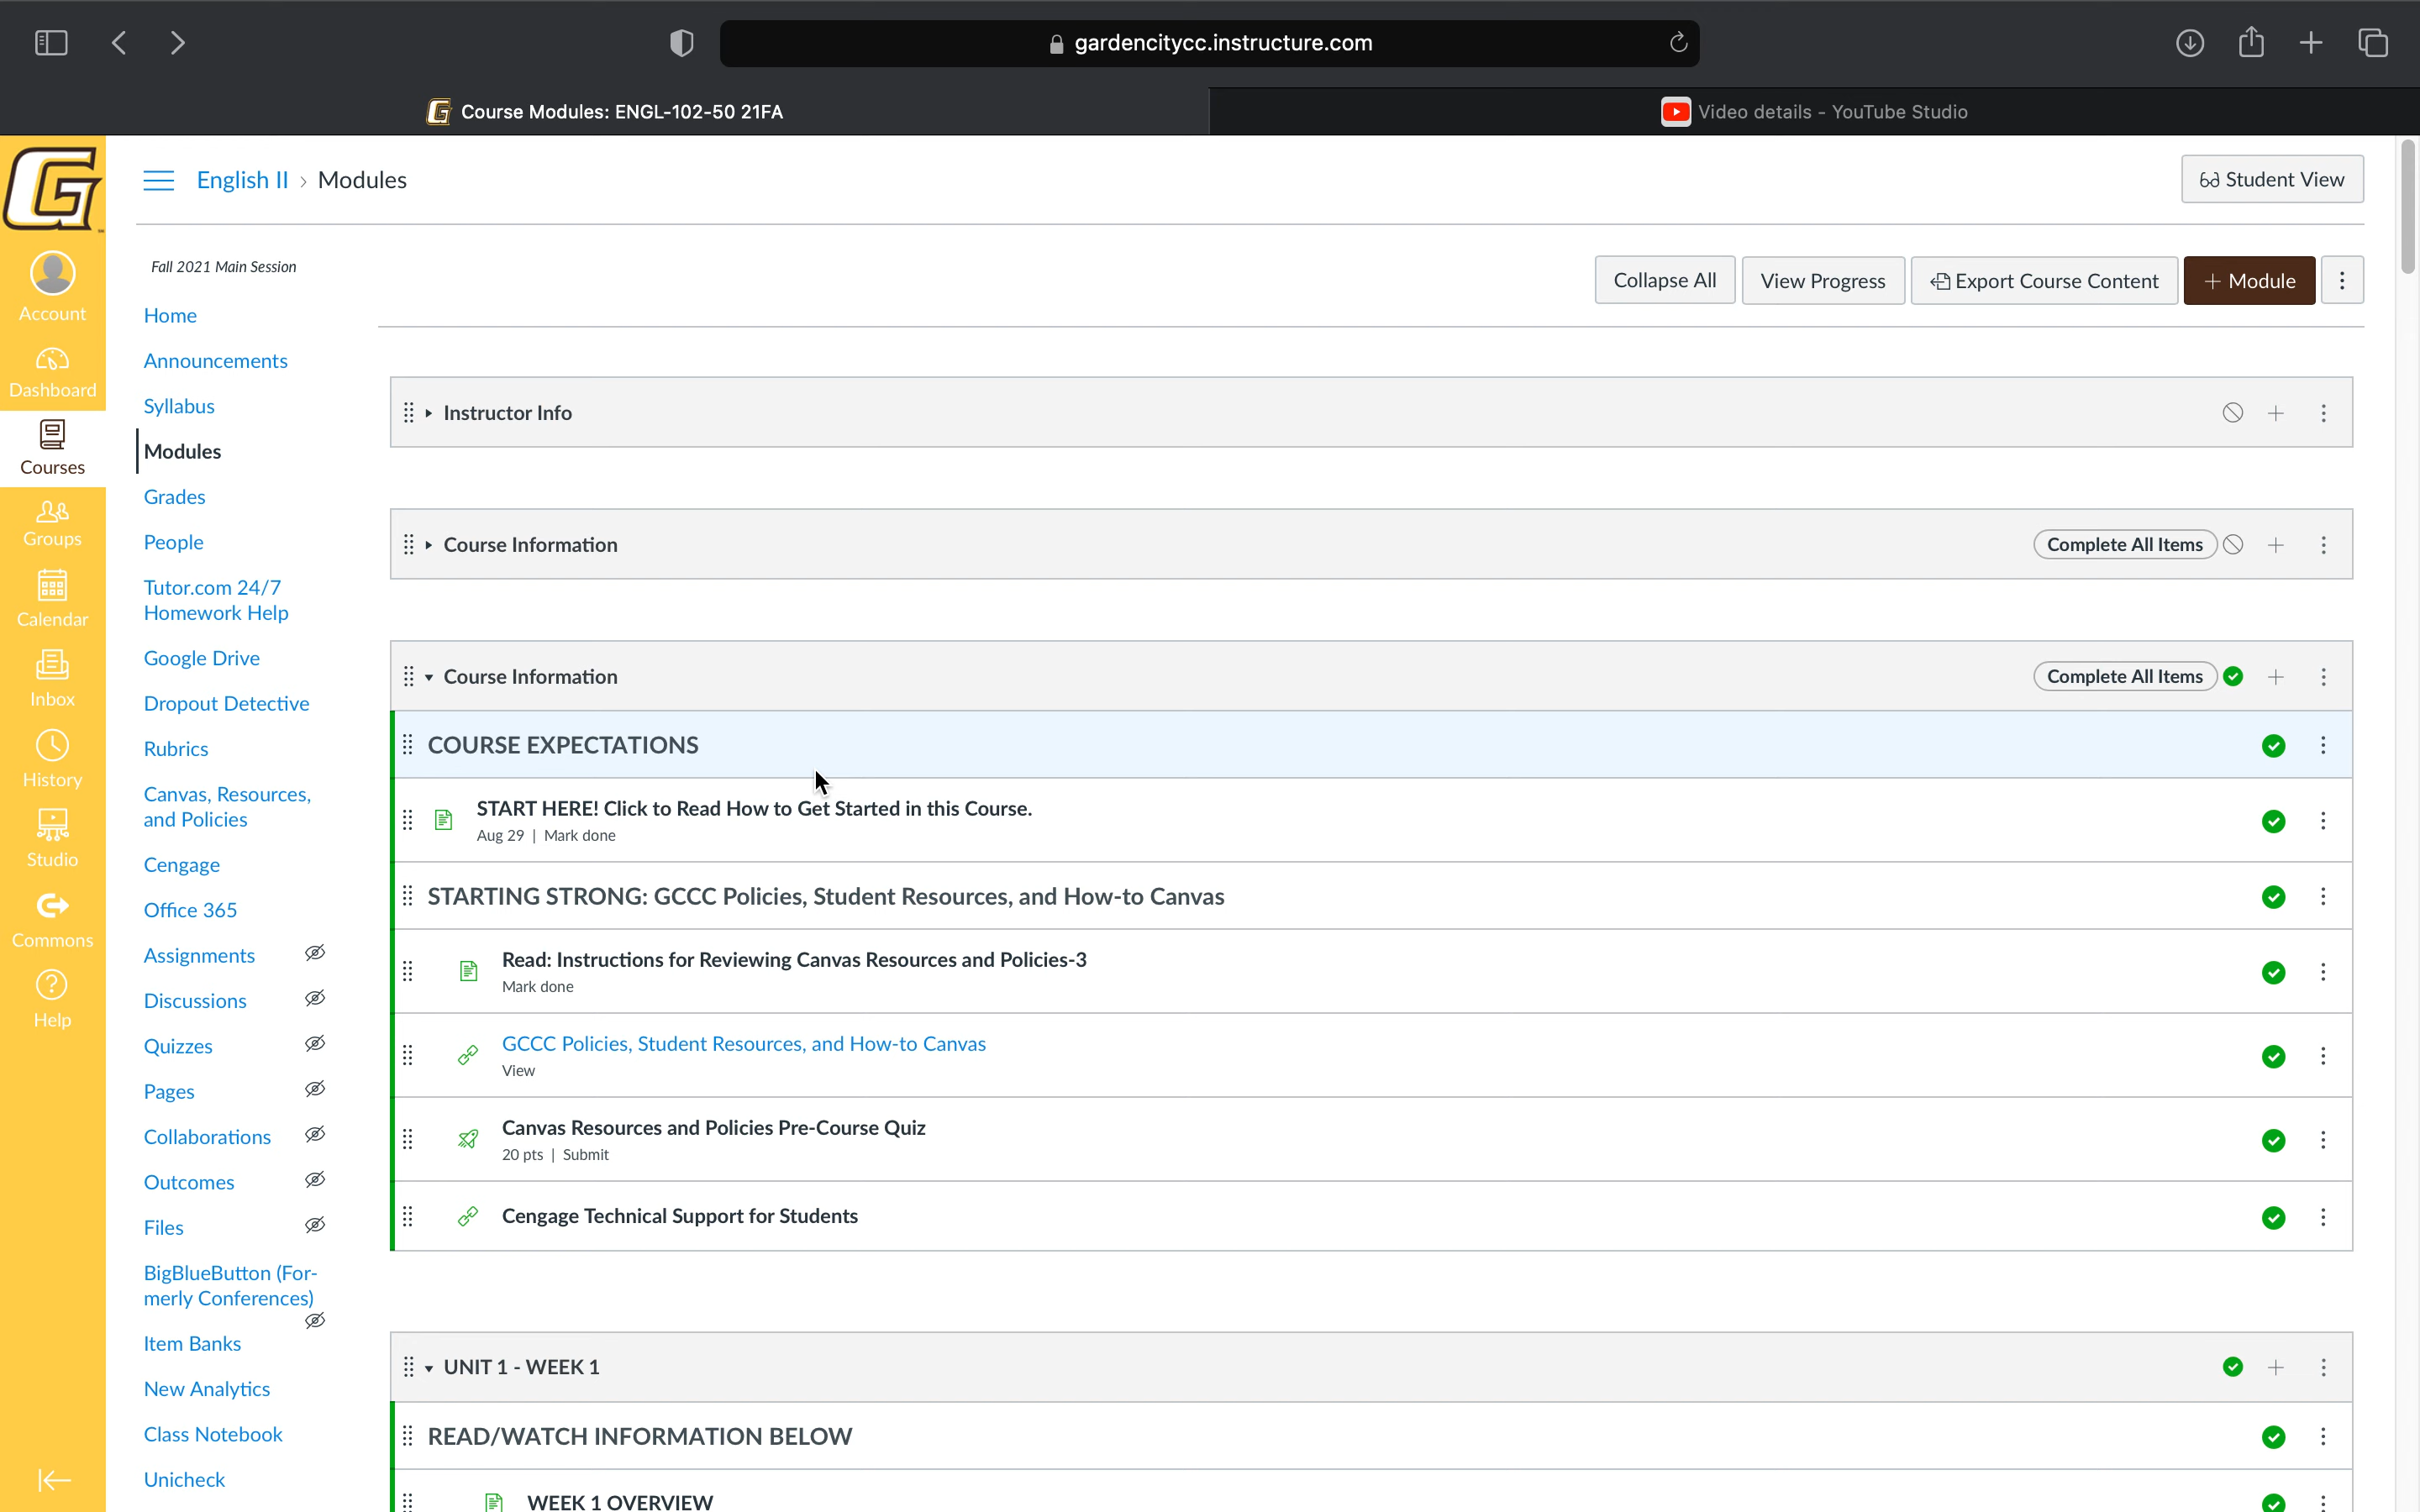 gardencitycc.instructure.com
Course Modules: ENGL-102-50 21FA
Video details - YouTube Studio
G
English II › Modules
Student View
Account
Dashboard
Courses
Groups
Calendar
Inbox
History
Studio
Commons
Help
Fall 2021 Main Session
Home
Announcements
Syllabus
Modules
Grades
People
Tutor.com 24/7
Homework Help
Google Drive
Dropout Detective
Rubrics
Canvas, Resources,
and Policies
Cengage
Office 365
Assignments
Discussions
Quizzes
Pages
Collaborations
Outcomes
Files
BigBlueButton (For-
merly Conferences)
Item Banks
New Analytics
Class Notebook
Unicheck
Collapse All
View Progress
Export Course Content
+ Module
Instructor Info
Course Information
Complete All Items
Course Information
Complete All Items
COURSE EXPECTATIONS
START HERE! Click to Read How to Get Started in this Course.
Aug 29 | Mark done
STARTING STRONG: GCCC Policies, Student Resources, and How-to Canvas
Read: Instructions for Reviewing Canvas Resources and Policies-3
Mark done
GCCC Policies, Student Resources, and How-to Canvas
View
Canvas Resources and Policies Pre-Course Quiz
20 pts | Submit
Cengage Technical Support for Students
UNIT 1 - WEEK 1
READ/WATCH INFORMATION BELOW
WEEK 1 OVERVIEW